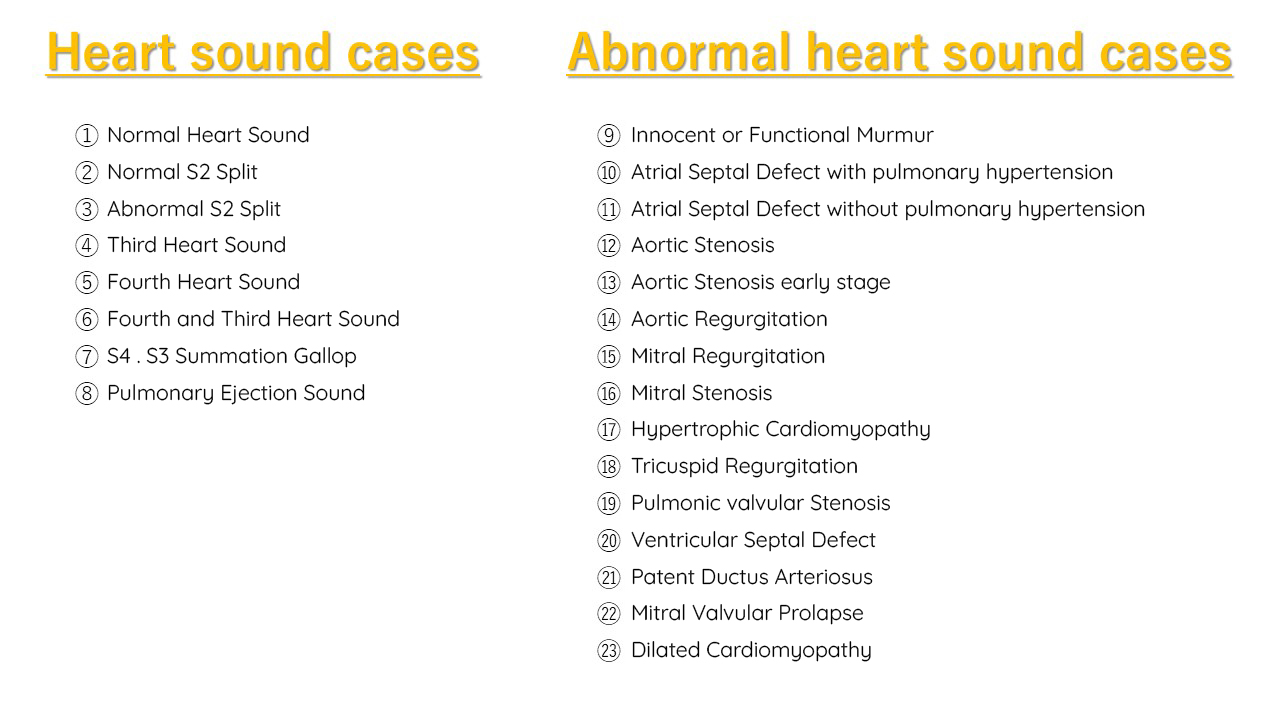 Heart sound cases
① Normal Heart Sound
② Normal S2 Split
③ Abnormal S2 Split
④ Third Heart Sound
⑤ Fourth Heart Sound
⑥ Fourth and Third Heart Sound
⑦ S4 . S3 Summation Gallop
⑧ Pulmonary Ejection Sound
Abnormal heart sound cases
⑨ Innocent or Functional Murmur
⑩ Atrial Septal Defect with pulmonary hypertension
⑪ Atrial Septal Defect without pulmonary hypertension
⑫ Aortic Stenosis
⑬ Aortic Stenosis early stage
⑭ Aortic Regurgitation
⑮ Mitral Regurgitation
⑯ Mitral Stenosis
⑰ Hypertrophic Cardiomyopathy
⑱ Tricuspid Regurgitation
⑲ Pulmonic valvular Stenosis
⑳ Ventricular Septal Defect
㉑ Patent Ductus Arteriosus
㉒ Mitral Valvular Prolapse
㉓ Dilated Cardiomyopathy